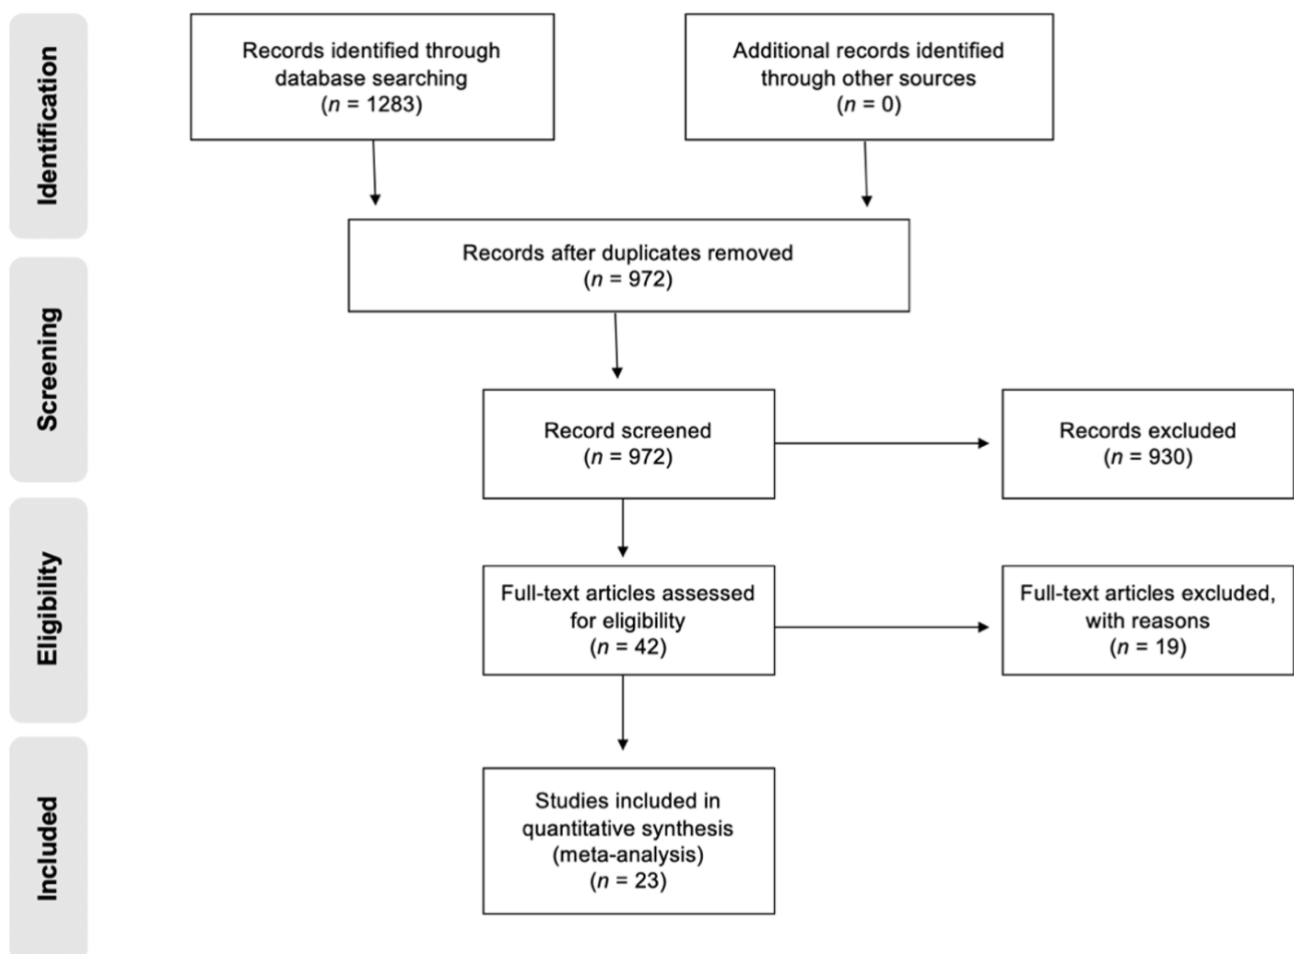 Identification
Records identified through
database searching
(n = 1283)
Additional records identified
through other sources
(n = 0)
Records after duplicates removed
(n = 972)
Screening
Record screened
(n = 972)
Records excluded
(n = 930)
Eligibility
Full-text articles assessed
for eligibility
(n = 42)
Full-text articles excluded,
with reasons
(n = 19)
Included
Studies included in
quantitative synthesis
(meta-analysis)
(n = 23)